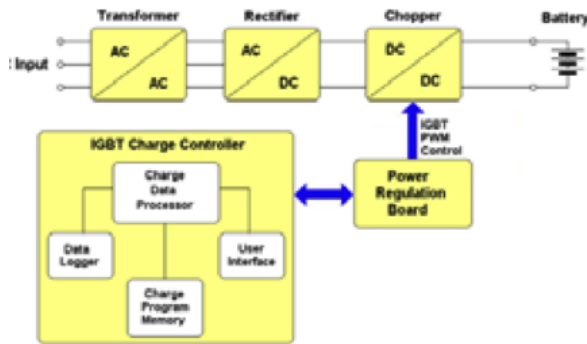 Transformer Rectifier Chopper Battery
Input
AC AC
AC DC
DC DC
IGBT
PWM
Control
IGBT Charge Controller
Charge
Data
Processor
Data
Logger
User
Interface
Charge
Program
Memory
Power
Regulation
Board